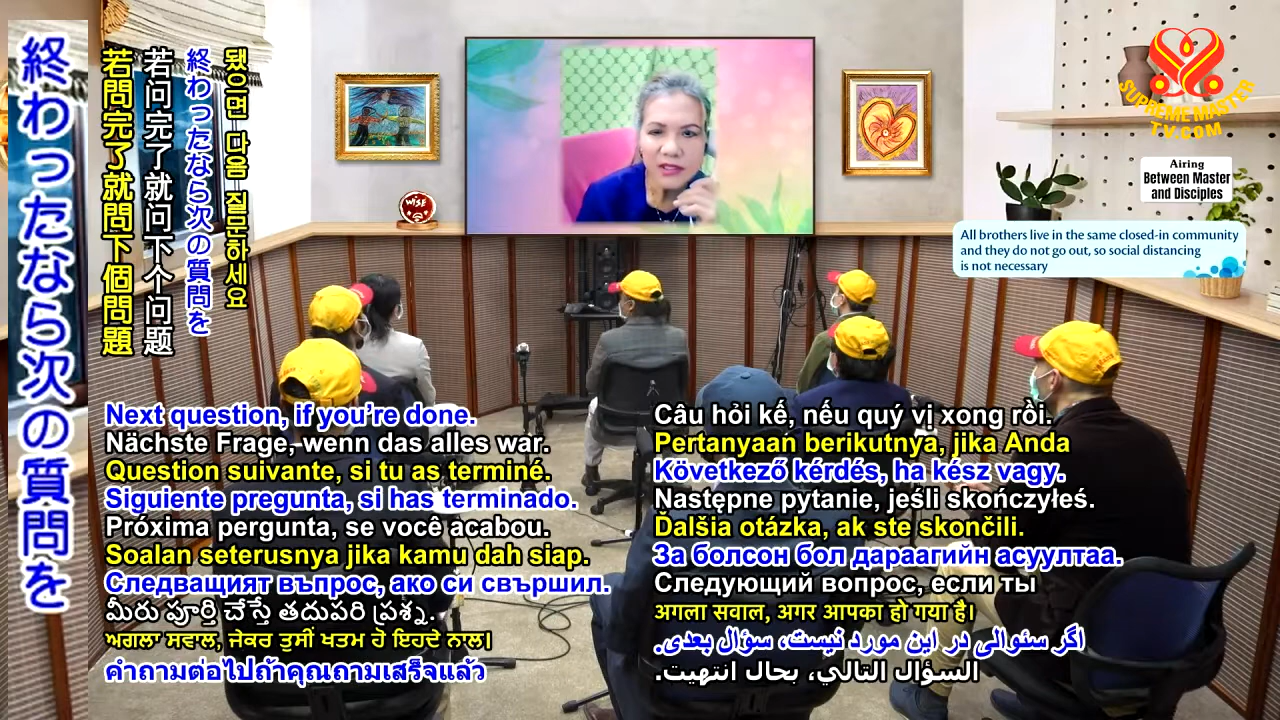 終わったなら次の質問を
若問完了就問下個問題
若问完了就问下个问题
終わったなら次の質問を
됐으면 다음 질문하세요
WISE
SUPREME MASTER
TV.COM
Airing
Between Master
and Disciples
All brothers live in the same closed-in community
and they do not go out, so social distancing
is not necessary
Next question, if you're done.
Nächste Frage, wenn das alles war.
Question suivante, si tu as terminé.
Siguiente pregunta, si has terminado.
Próxima pergunta, se você acabou.
Soalan seterusnya jika kamu dah siap.
Следващият въпрос, ако си свършил.
మీరు పూర్తి చేస్తే తదుపరి ప్రశ్న.
ਅਗਲਾ ਸਵਾਲ, ਜੇਕਰ ਤੁਸੀਂ ਖਤਮ ਹੋ ਇਹਦੇ ਨਾਲ।
คำถามต่อไปถ้าคุณถามเสร็จแล้ว
Câu hỏi kế, nếu quý vị xong rồi.
Pertanyaan berikutnya, jika Anda
Következő kérdés, ha kész vagy.
Następne pytanie, jeśli skończyłeś.
Ďalšia otázka, ak ste skončili.
За болсон бол дараагийн асуултаа.
Следующий вопрос, если ты
अगला सवाल, अगर आपका हो गया है।
اگر سئوالی در این مورد نیست، سؤال بعدی.
السؤال التالي، بحال انتهيت.